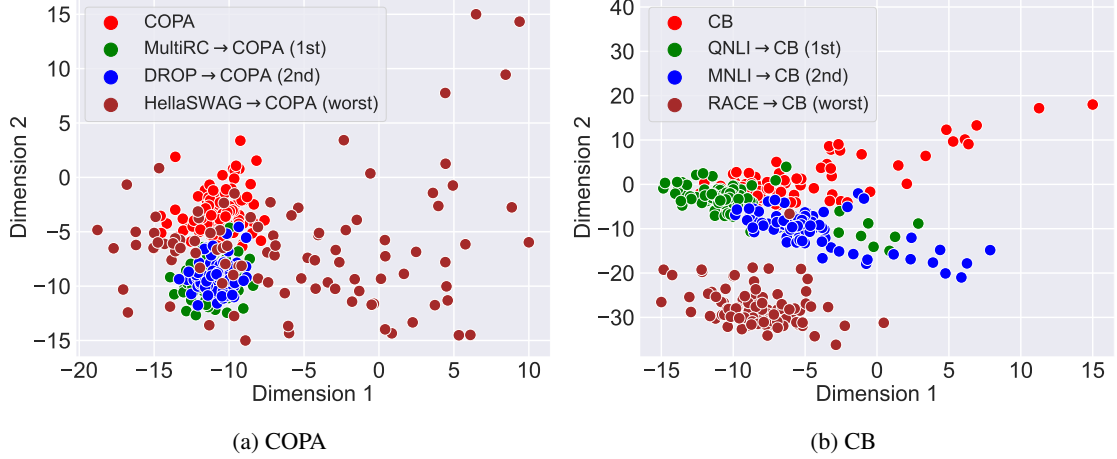 15
10
5
0
−5
−10
−15
−20
−15
−10
−5
0
5
10
Dimension 2
Dimension 1
COPA
MultiRC → COPA (1st)
DROP → COPA (2nd)
HellaSWAG → COPA (worst)
(a) COPA
40
30
20
10
0
−10
−20
−30
−15
−10
−5
0
5
10
15
Dimension 2
Dimension 1
CB
QNLI → CB (1st)
MNLI → CB (2nd)
RACE → CB (worst)
(b) CB